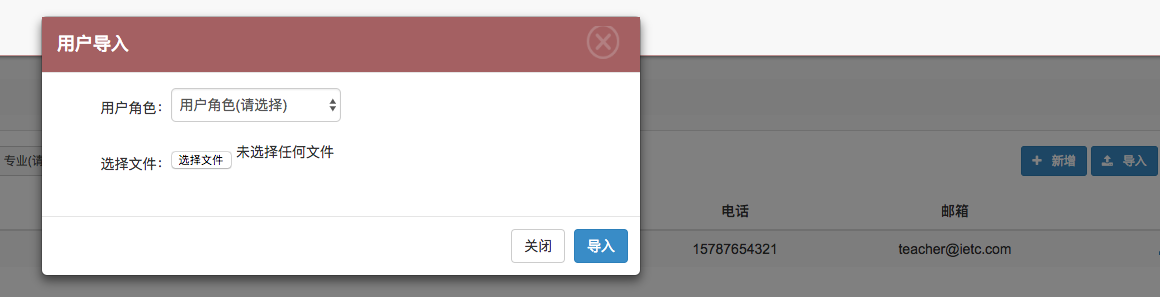 用户导入
用户角色： 用户角色(请选择)
选择文件： 选择文件 未选择任何文件
关闭 导入
专业(请
新增 导入
电话 邮箱
15787654321 teacher@ietc.com